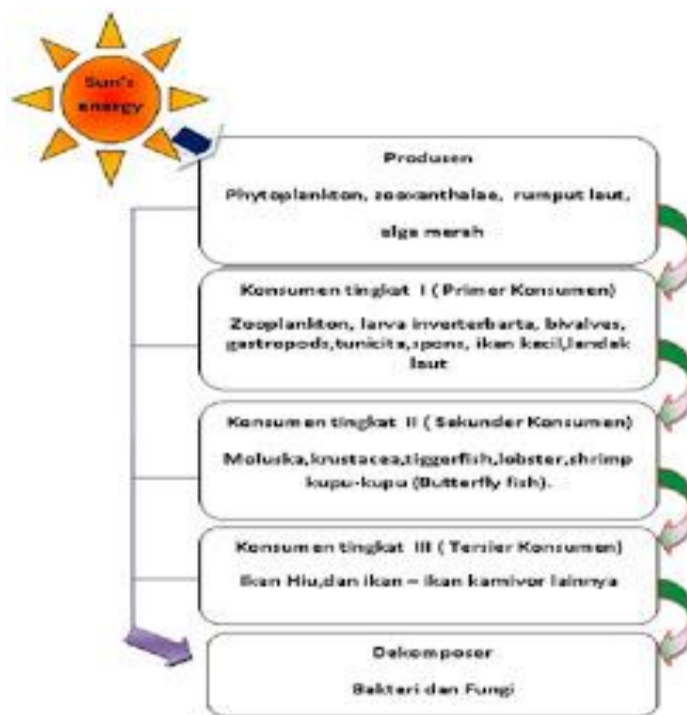 Sun's
energy
Produsen
Phytoplankton, zooxanthalae, rumput laut,
alga merah
Konsumen tingkat I ( Primer Konsumen)
Zooplankton, larva inverterbarta, bivalves,
gastropods,tunicita,spons, ikan kecil,landak
laut
Konsumen tingkat II ( Sekunder Konsumen)
Moluska,krustacea,tiggerfish,lobster,shrimp
kupu-kupu (Butterfly fish).
Konsumen tingkat III ( Tersier Konsumen)
Ikan Hiu,dan ikan – ikan karnivor lainnya
Dekomposer
Bakteri dan Fungi